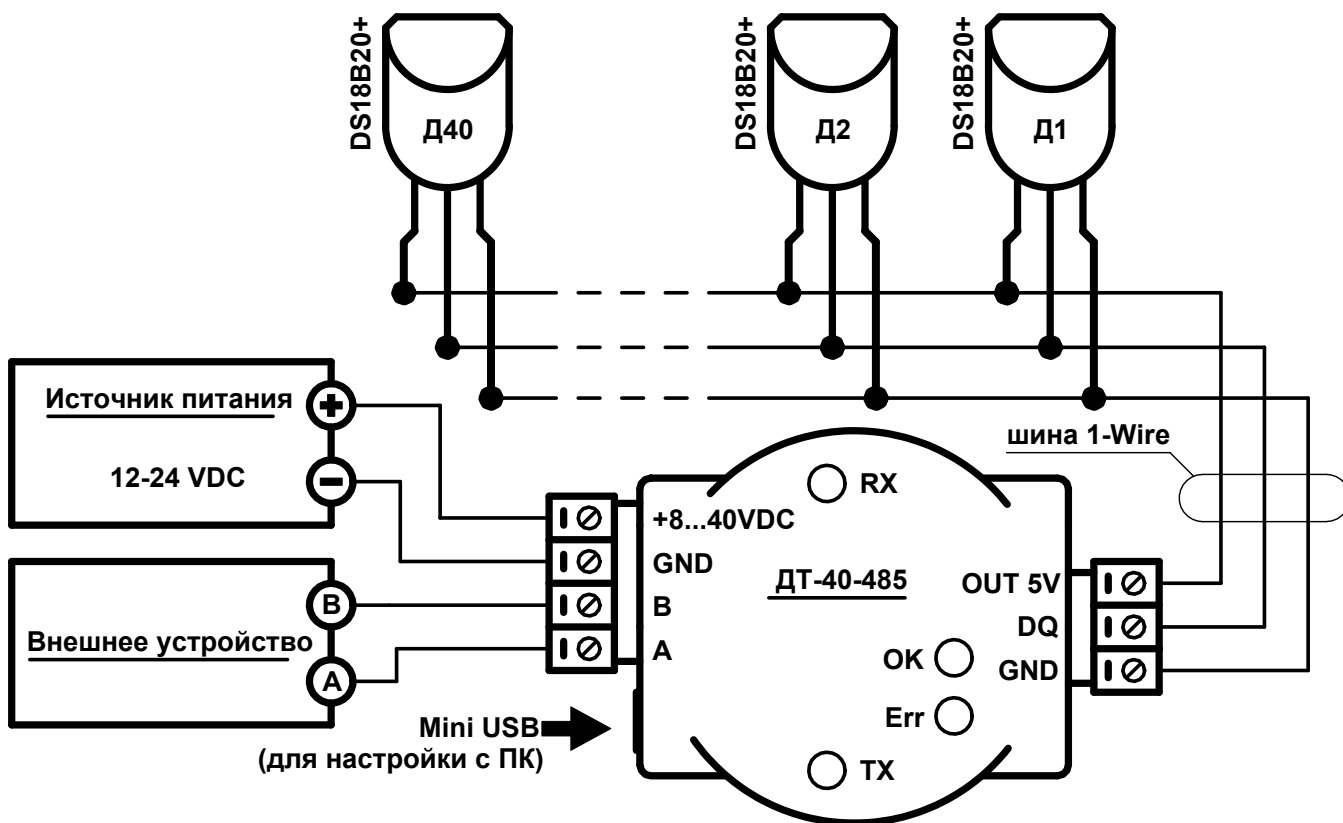 DS18B20+
Д40
DS18B20+
Д2
DS18B20+
Д1
Источник питания
+
12-24 VDC
−
шина 1-Wire
RX
+8...40VDC
GND
B
A
ДТ-40-485
OUT 5V
DQ
GND
OK
Err
TX
B
Внешнее устройство
A
Mini USB
(для настройки с ПК)